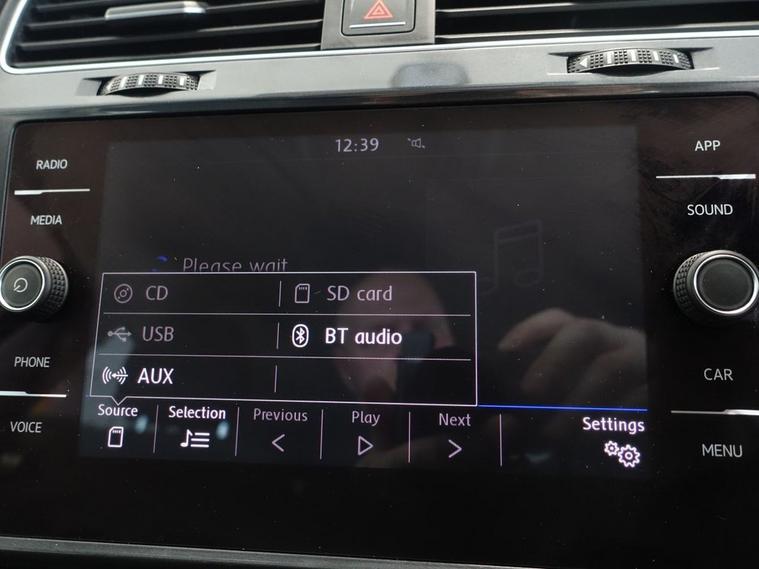 12:39
RADIO
APP
MEDIA
SOUND
Please wait
CD
SD card
USB
BT audio
AUX
PHONE
CAR
Source
Selection
Previous
Play
Next
Settings
VOICE
MENU